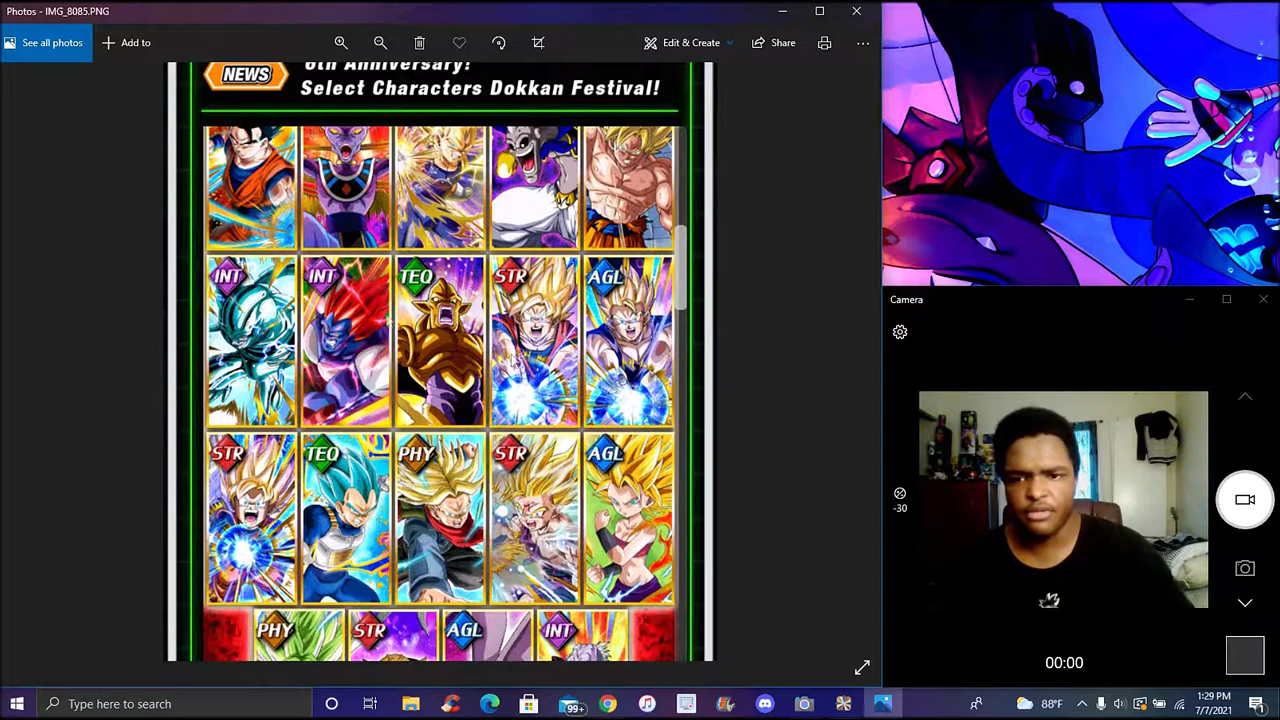 Photos - IMG_8085.PNG
See all photos
Add to
Edit & Create
Share
NEWS
6th Anniversary!
Select Characters Dokkan Festival!
INT
INT
TEQ
STR
AGL
STR
TEQ
PHY
STR
AGL
PHY
STR
AGL
INT
Camera
-30
00:00
Type here to search
99+
88°F
1:29 PM
7/7/2021
1